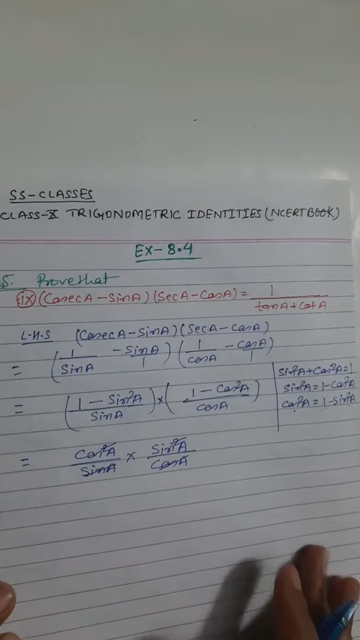 SS-CLASSES
CLASS-X TRIGONOMETRIC IDENTITIES (NCERT BOOK)
EX-8.4
5. Prove that
(ix) (CosecA-SinA) (SecA-CosA) = 1/(tanA+CotA)
L.H.S (CosecA-SinA) (SecA-CosA)
= (1/SinA - SinA/1) (1/CosA - CosA/1)
= (1-Sin²A/SinA) × (1-Cos²A/CosA)
Sin²A+Cos²A=1
Sin²A=1-Cos²A
Cos²A=1-Sin²A
= Cos²A/SinA × Sin²A/CosA